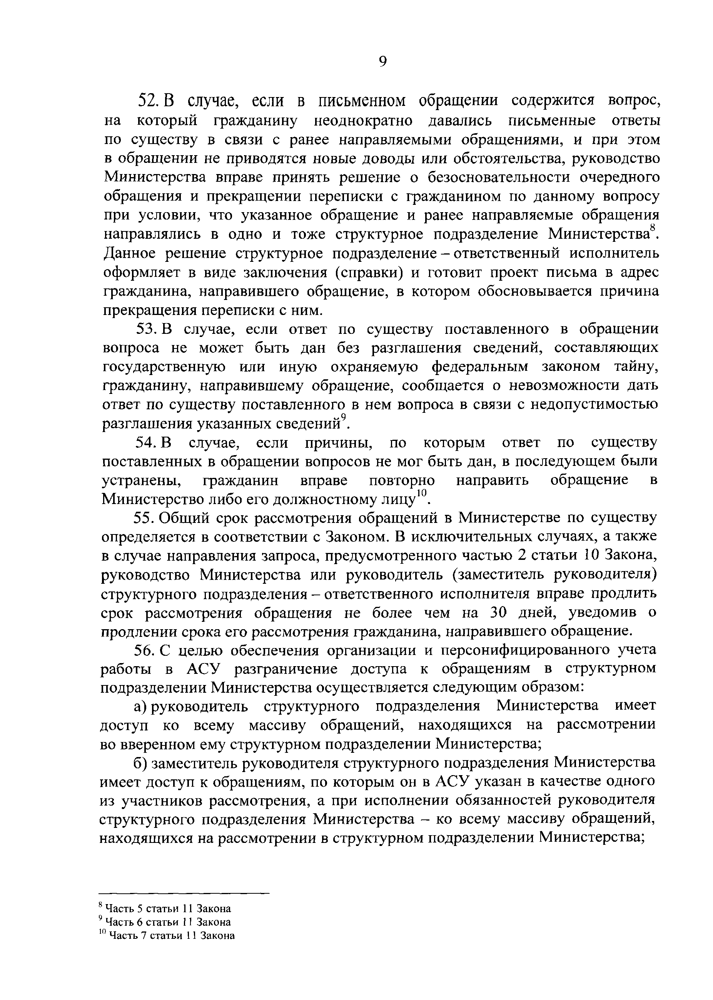 9
52. В случае, если в письменном обращении содержится вопрос,
на который гражданину неоднократно давались письменные ответы
по существу в связи с ранее направляемыми обращениями, и при этом
в обращении не приводятся новые доводы или обстоятельства, руководство
Министерства вправе принять решение о безосновательности очередного
обращения и прекращении переписки с гражданином по данному вопросу
при условии, что указанное обращение и ранее направляемые обращения
направлялись в одно и тоже структурное подразделение Министерства⁸.
Данное решение структурное подразделение – ответственный исполнитель
оформляет в виде заключения (справки) и готовит проект письма в адрес
гражданина, направившего обращение, в котором обосновывается причина
прекращения переписки с ним.
53. В случае, если ответ по существу поставленного в обращении
вопроса не может быть дан без разглашения сведений, составляющих
государственную или иную охраняемую федеральным законом тайну,
гражданину, направившему обращение, сообщается о невозможности дать
ответ по существу поставленного в нем вопроса в связи с недопустимостью
разглашения указанных сведений⁹.
54. В случае, если причины, по которым ответ по существу
поставленных в обращении вопросов не мог быть дан, в последующем были
устранены, гражданин вправе повторно направить обращение в
Министерство либо его должностному лицу¹⁰.
55. Общий срок рассмотрения обращений в Министерстве по существу
определяется в соответствии с Законом. В исключительных случаях, а также
в случае направления запроса, предусмотренного частью 2 статьи 10 Закона,
руководство Министерства или руководитель (заместитель руководителя)
структурного подразделения – ответственного исполнителя вправе продлить
срок рассмотрения обращения не более чем на 30 дней, уведомив о
продлении срока его рассмотрения гражданина, направившего обращение.
56. С целью обеспечения организации и персонифицированного учета
работы в АСУ разграничение доступа к обращениям в структурном
подразделении Министерства осуществляется следующим образом:
а) руководитель структурного подразделения Министерства имеет
доступ ко всему массиву обращений, находящихся на рассмотрении
во вверенном ему структурном подразделении Министерства;
б) заместитель руководителя структурного подразделения Министерства
имеет доступ к обращениям, по которым он в АСУ указан в качестве одного
из участников рассмотрения, а при исполнении обязанностей руководителя
структурного подразделения Министерства – ко всему массиву обращений,
находящихся на рассмотрении в структурном подразделении Министерства;
⁸ Часть 5 статьи 11 Закона
⁹ Часть 6 статьи 11 Закона
¹⁰ Часть 7 статьи 11 Закона